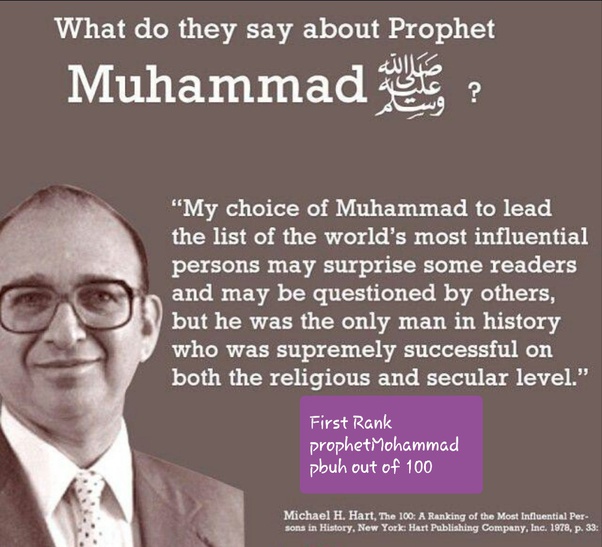 What do they say about Prophet
Muhammad ﷺ ?
“My choice of Muhammad to lead
the list of the world’s most influential
persons may surprise some readers
and may be questioned by others,
but he was the only man in history
who was supremely successful on
both the religious and secular level.”
First Rank
prophetMohammad
pbuh out of 100
Michael H. Hart, The 100: A Ranking of the Most Influential Per-
sons in History, New York: Hart Publishing Company, Inc. 1978, p. 33: